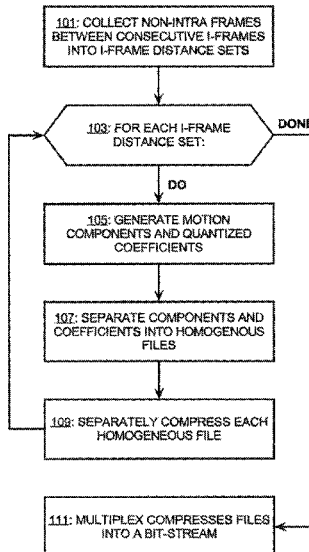 101: COLLECT NON-INTRA FRAMES
BETWEEN CONSECUTIVE I-FRAMES
INTO I-FRAME DISTANCE SETS
103: FOR EACH I-FRAME
DISTANCE SET:
DONE
DO
105: GENERATE MOTION
COMPONENTS AND QUANTIZED
COEFFICIENTS
107: SEPARATE COMPONENTS AND
COEFFICIENTS INTO HOMOGENOUS
FILES
109: SEPARATELY COMPRESS EACH
HOMOGENEOUS FILE
111: MULTIPLEX COMPRESSES FILES
INTO A BIT-STREAM